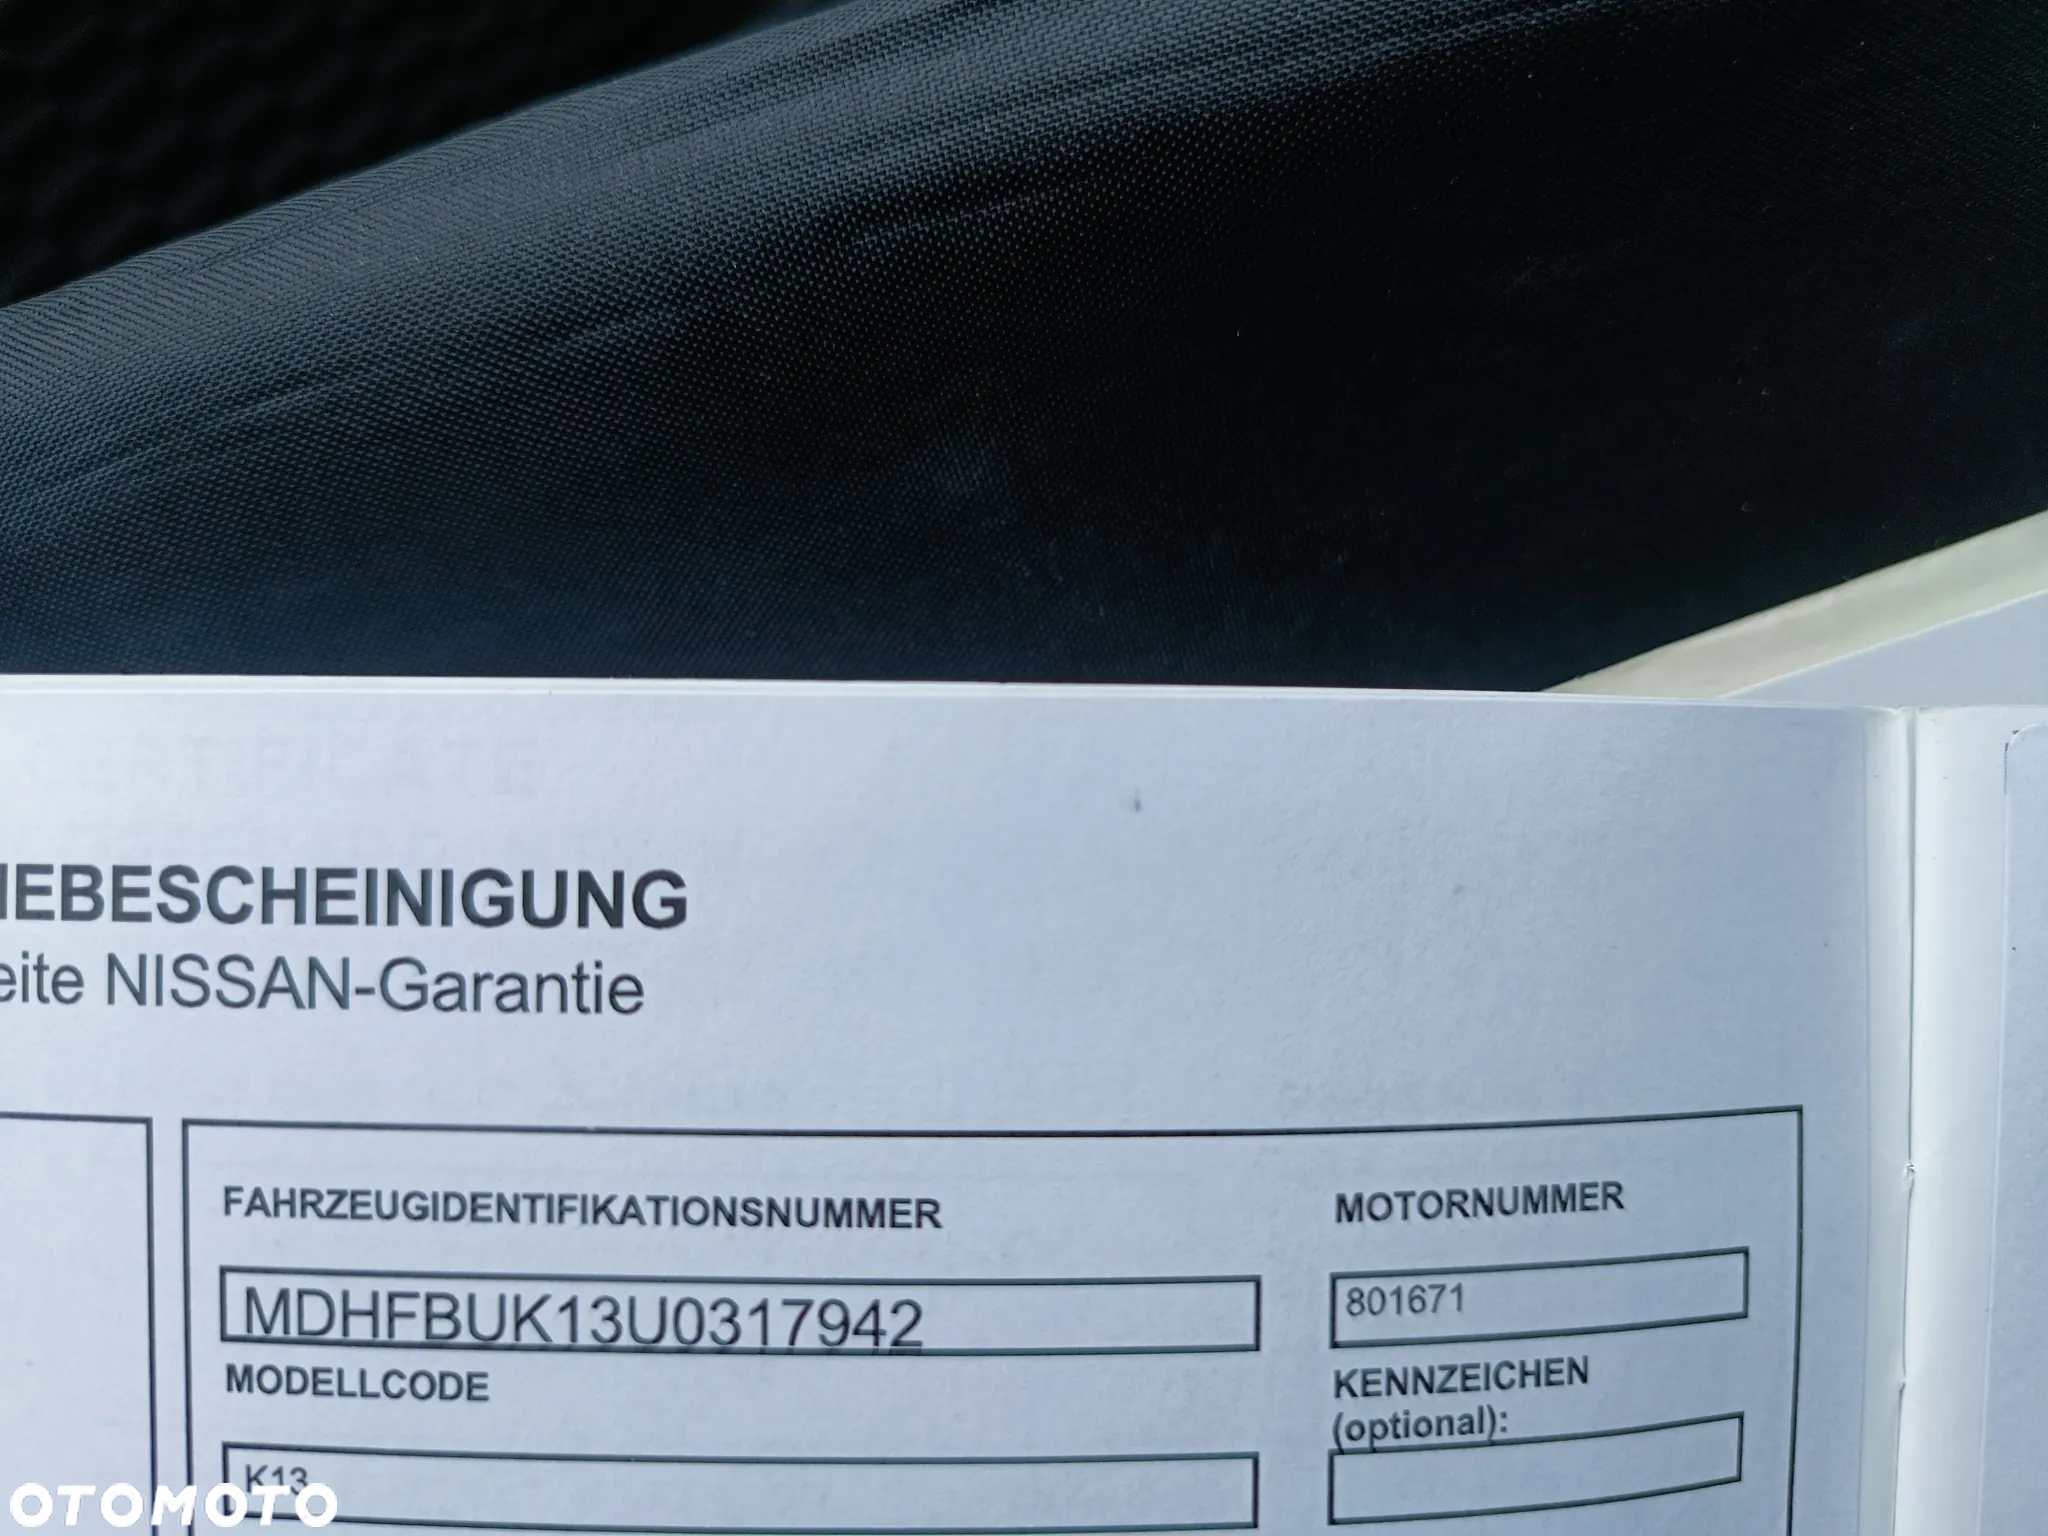 IEBESCHEINIGUNG
eite NISSAN-Garantie
FAHRZEUGIDENTIFIKATIONSNUMMER
MOTORNUMMER
MDHFBUK13U0317942
801671
MODELLCODE
KENNZEICHEN
(optional):
K13
OTOMOTO